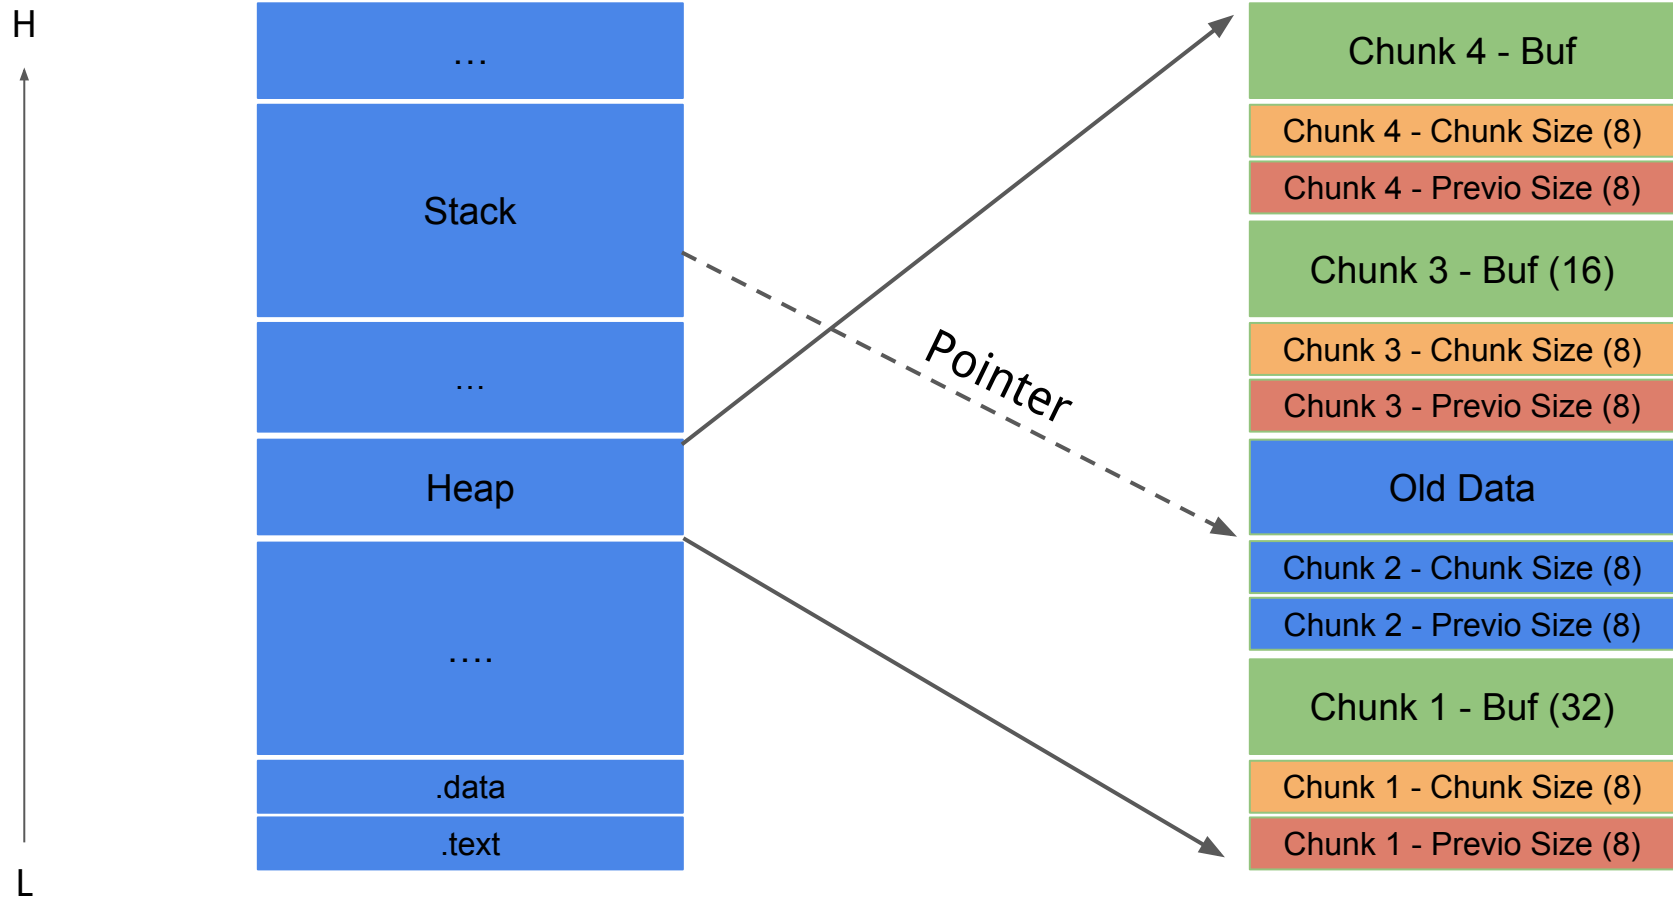 H
L
…
Stack
…
Heap
….
.data
.text
Pointer
Chunk 4 - Buf
Chunk 4 - Chunk Size (8)
Chunk 4 - Previo Size (8)
Chunk 3 - Buf (16)
Chunk 3 - Chunk Size (8)
Chunk 3 - Previo Size (8)
Old Data
Chunk 2 - Chunk Size (8)
Chunk 2 - Previo Size (8)
Chunk 1 - Buf (32)
Chunk 1 - Chunk Size (8)
Chunk 1 - Previo Size (8)